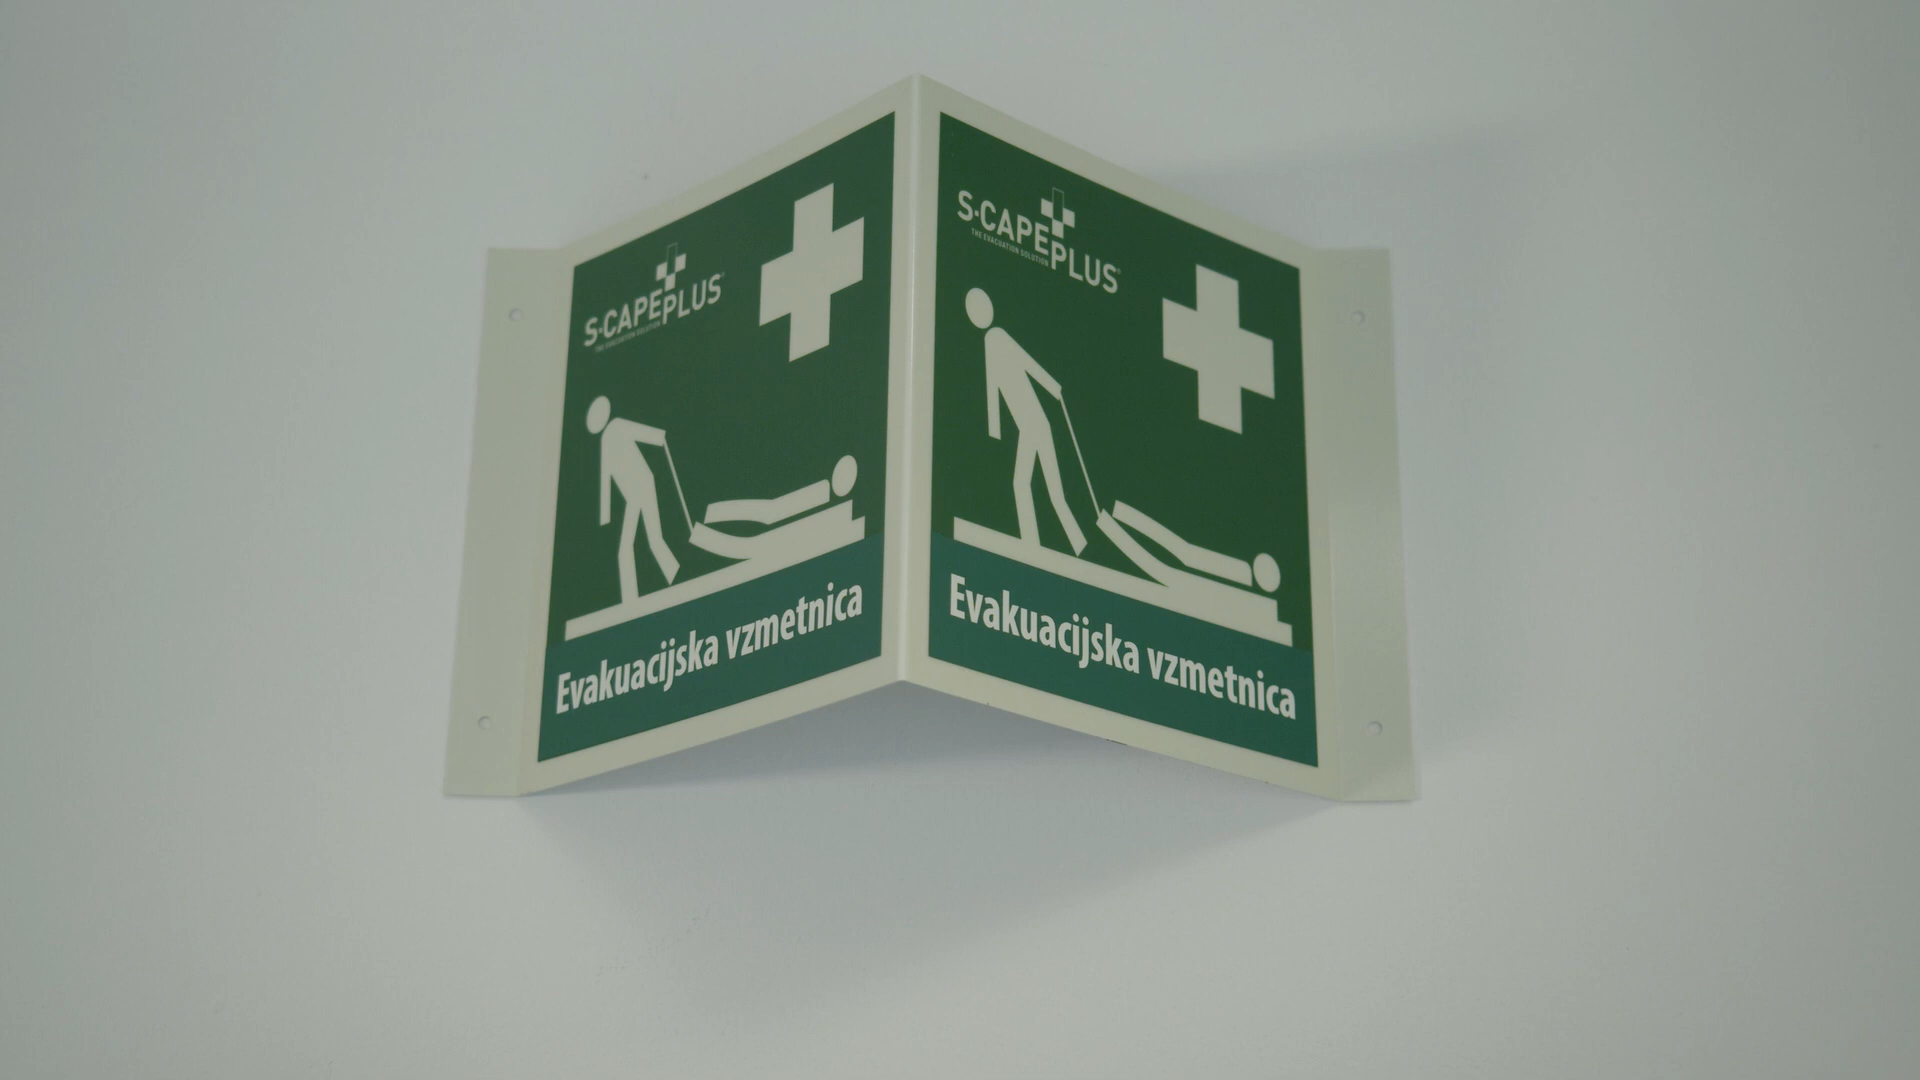 S-CAPEPLUS
THE EVACUATION SOLUTION
Evakuacijska vzmetnica
S-CAPEPLUS
THE EVACUATION SOLUTION
Evakuacijska vzmetnica